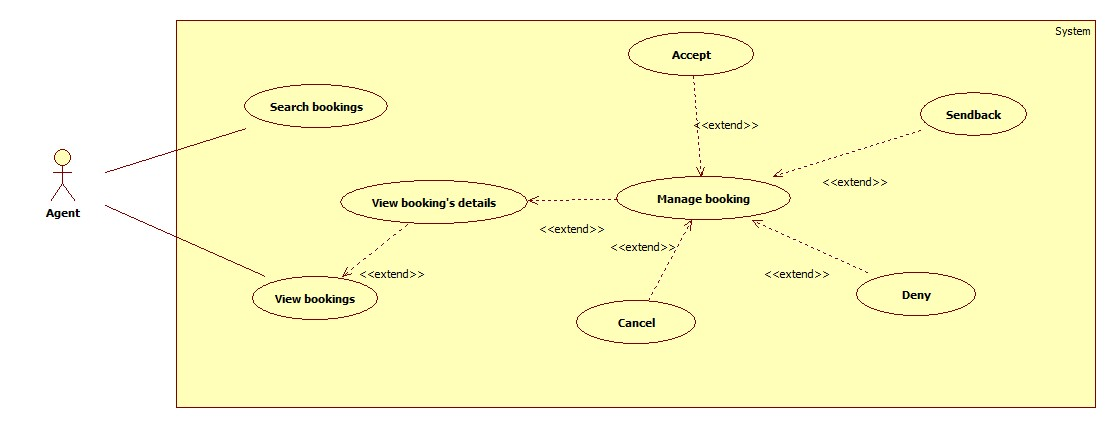 System
Accept
Search bookings
Sendback
<<extend>>
<<extend>>
Agent
View booking's details
Manage booking
<<extend>>
<<extend>>
<<extend>>
<<extend>>
View bookings
Deny
Cancel